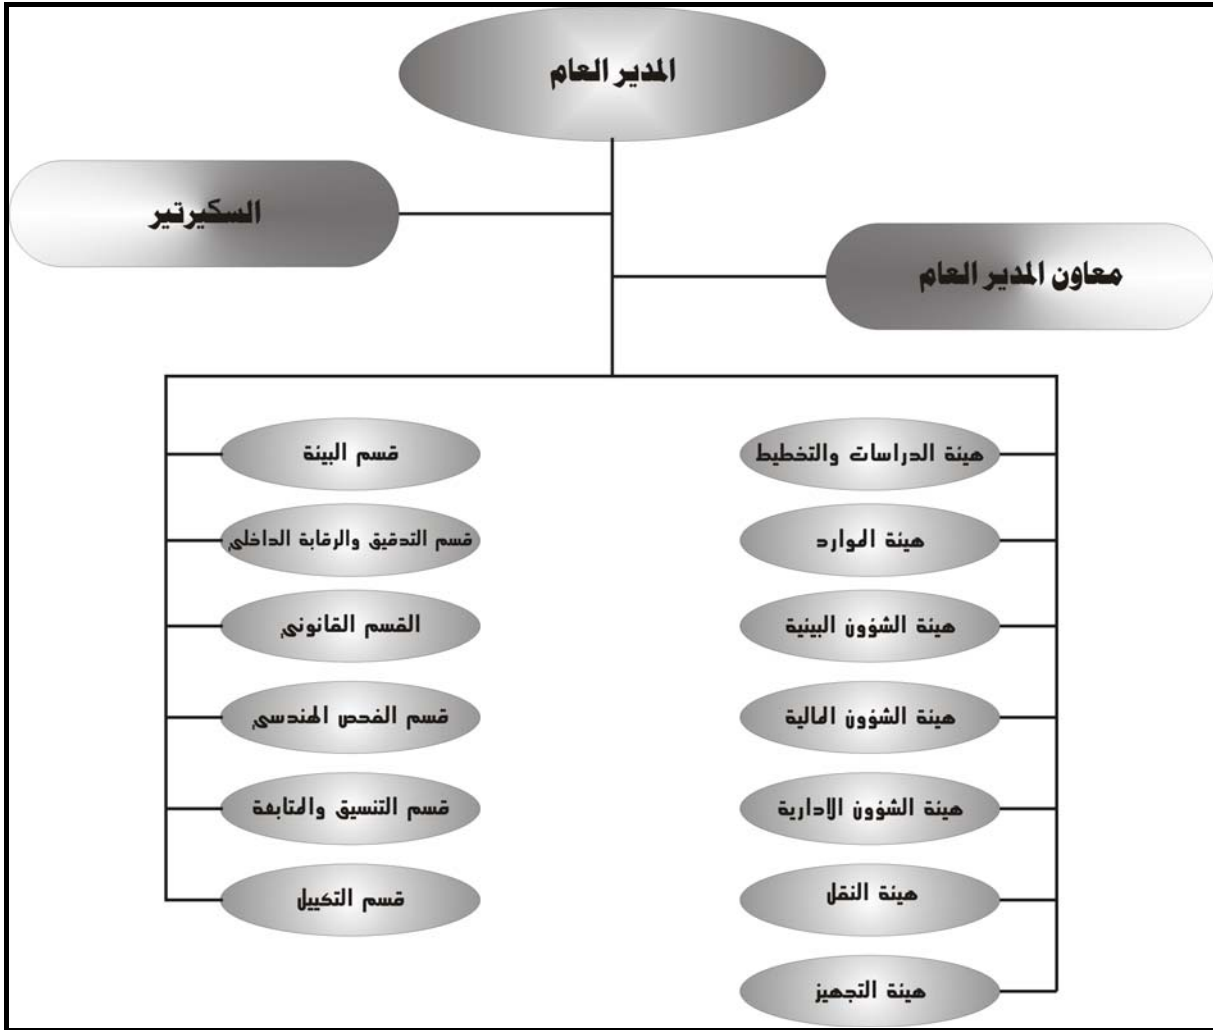 المدير العام
السكيرتير
معاون المدير العام
هيئة الدراسات والتخطيط
هيئة الموارد
هيئة الشؤون البينية
هيئة الشؤون المالية
هيئة الشؤون الادارية
هيئة النقل
هيئة التجهيز
قسم البيئة
قسم التدقيق والرقابة الداخلي
القسم القانوني
قسم الفحص الهندسي
قسم التنسيق والمتابعة
قسم التكييل